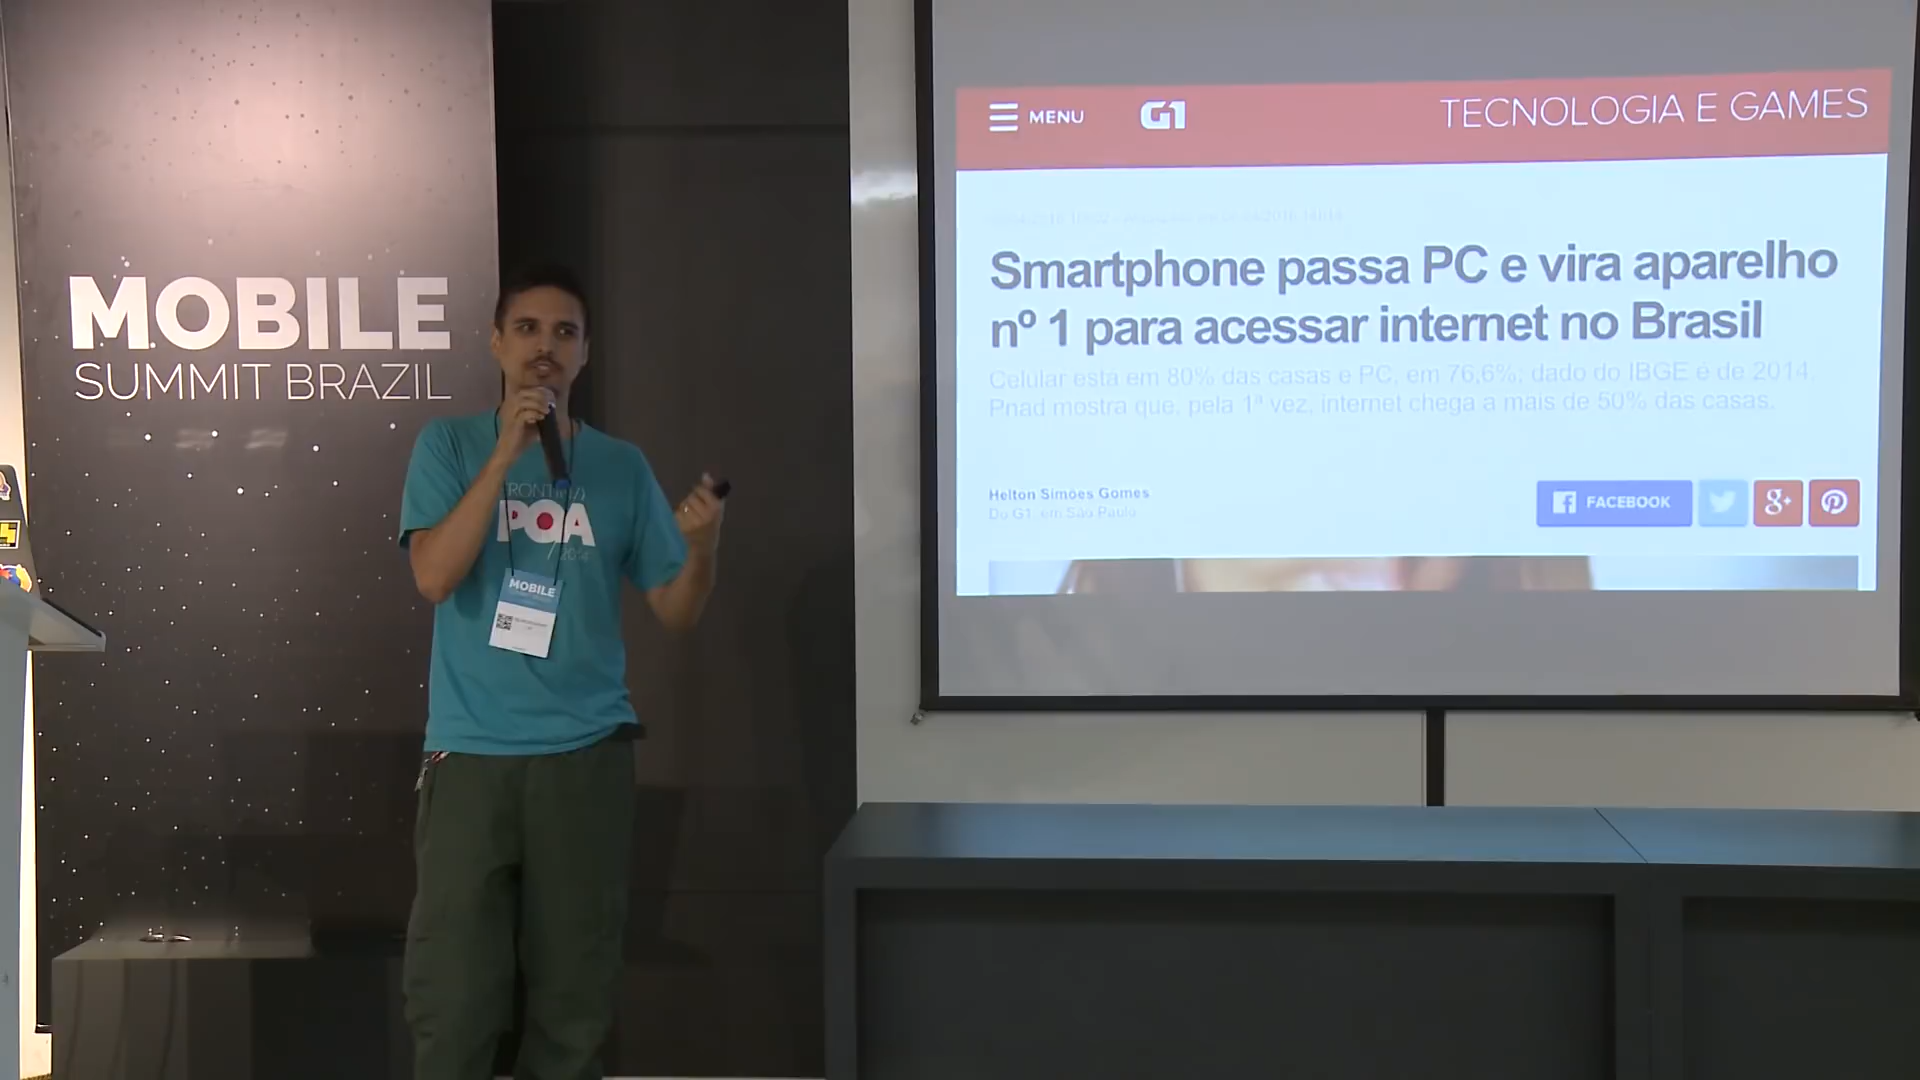 MOBILE
SUMMIT BRAZIL
POA
MOBILE
MENU
G1
TECNOLOGIA E GAMES
Smartphone passa PC e vira aparelho
nº 1 para acessar internet no Brasil
Celular está em 80% das casas e PC, em 76,6%; dado do IBGE é de 2014.
Pnad mostra que, pela 1ª vez, internet chega a mais de 50% das casas.
Helton Simões Gomes
Do G1, em São Paulo
FACEBOOK
g+